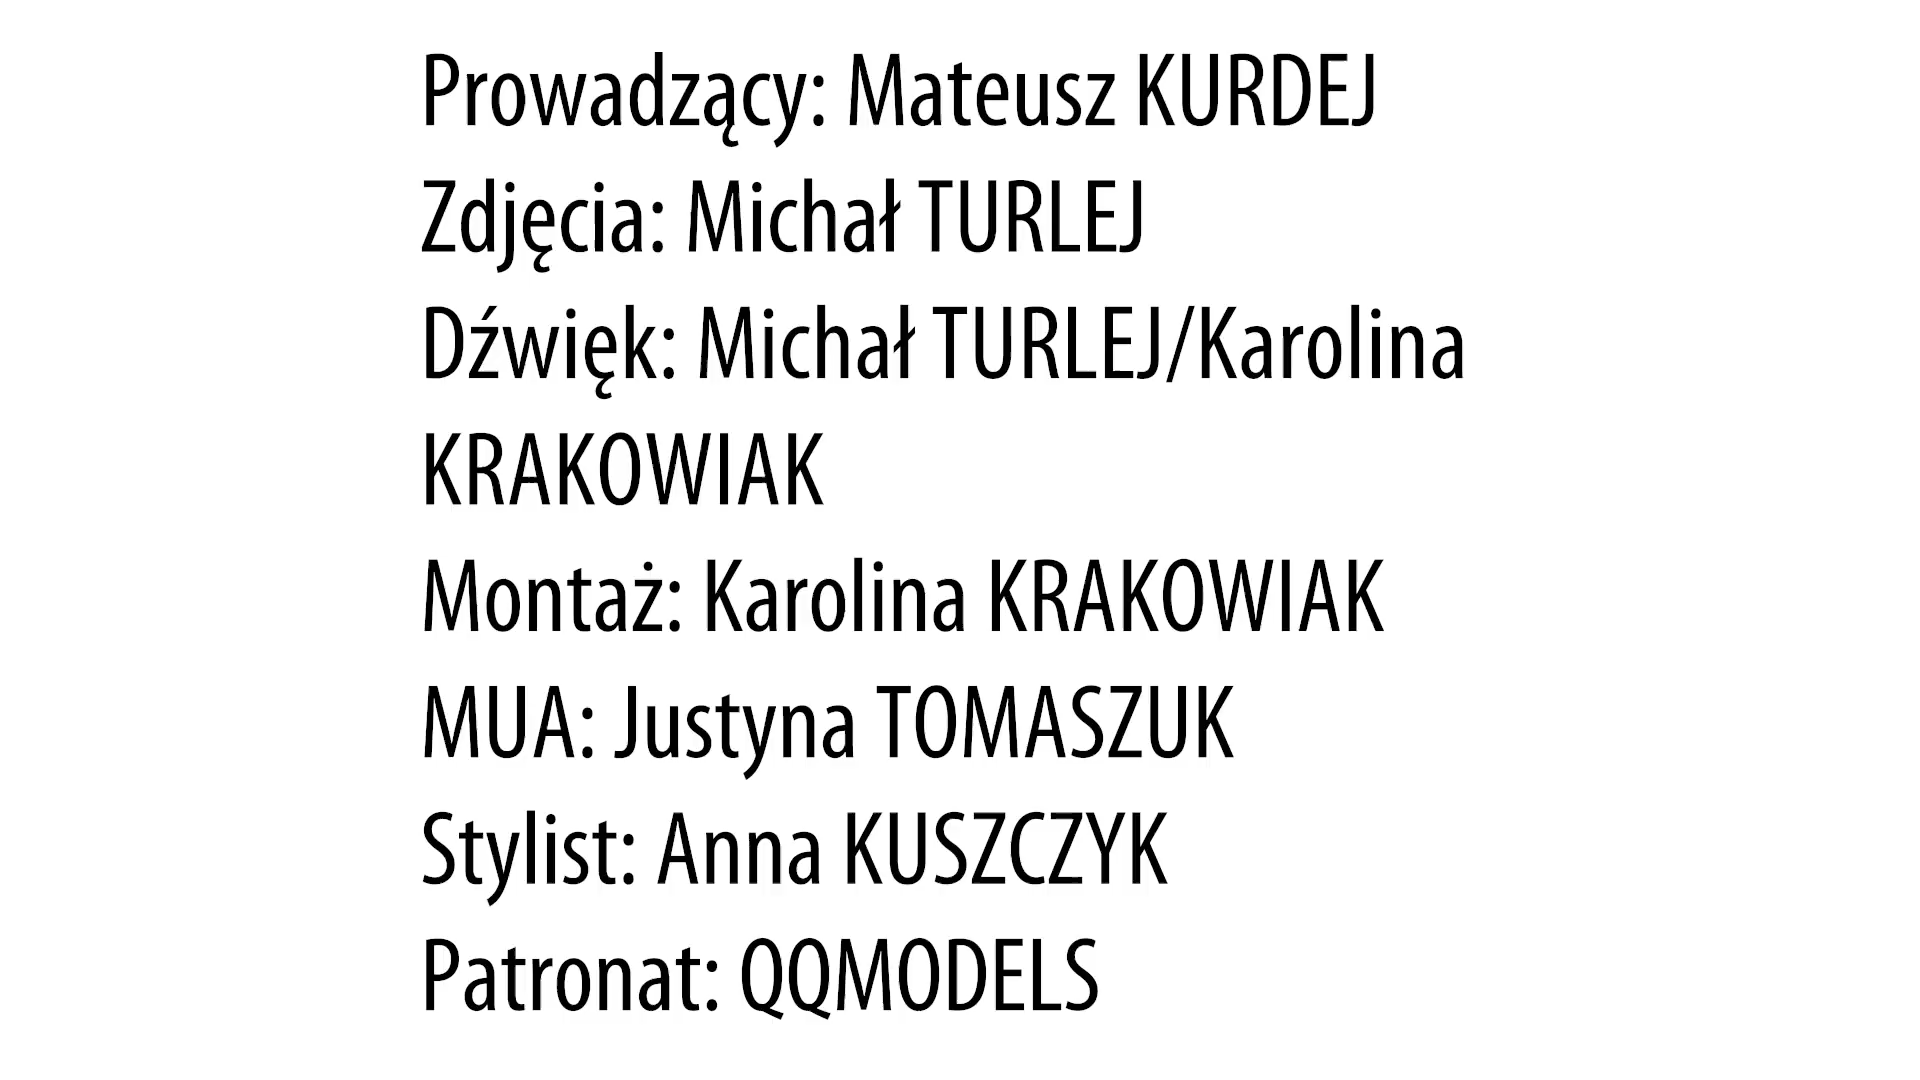 Prowadzący: Mateusz KURDEJ
Zdjęcia: Michał TURLEJ
Dźwięk: Michał TURLEJ/Karolina
KRAKOWIAK
Montaż: Karolina KRAKOWIAK
MUA: Justyna TOMASZUK
Stylist: Anna KUSZCZYK
Patronat: QQMODELS